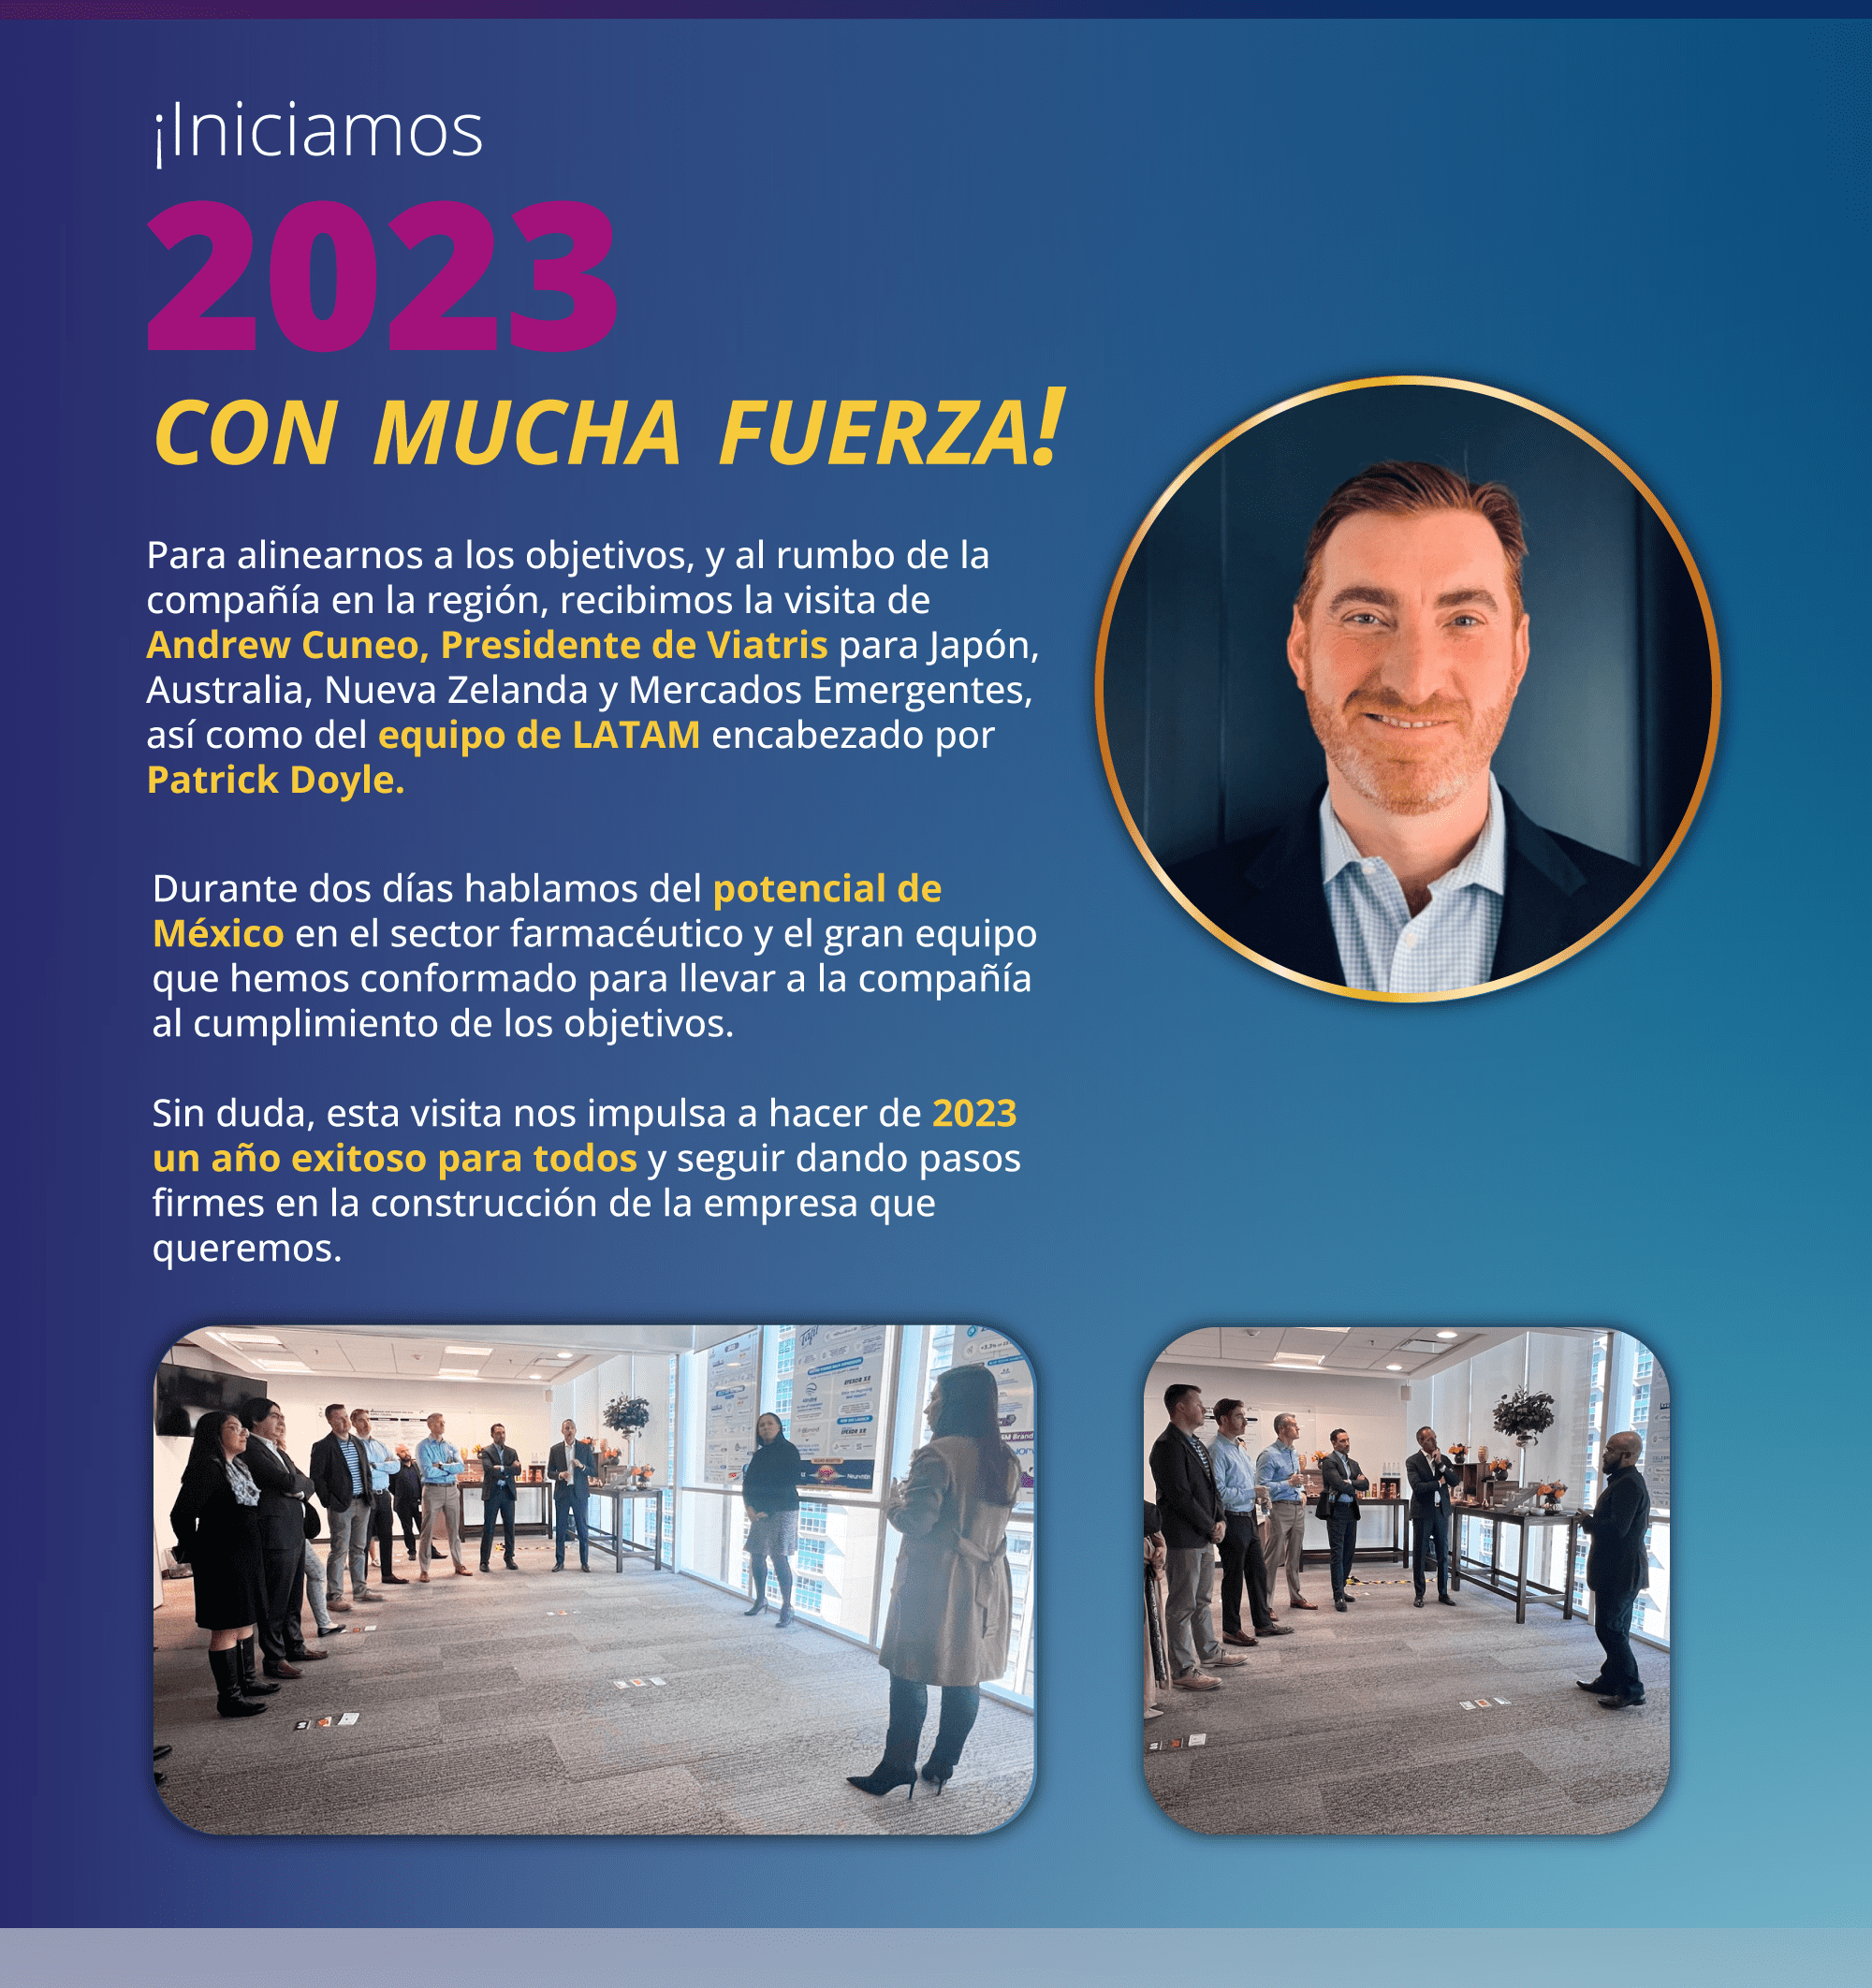 ¡Iniciamos
2023
CON MUCHA FUERZA!
Para alinearnos a los objetivos, y al rumbo de la
compañía en la región, recibimos la visita de
Andrew Cuneo, Presidente de Viatris para Japón,
Australia, Nueva Zelanda y Mercados Emergentes,
así como del equipo de LATAM encabezado por
Patrick Doyle.
Durante dos días hablamos del potencial de
México en el sector farmacéutico y el gran equipo
que hemos conformado para llevar a la compañía
al cumplimiento de los objetivos.
Sin duda, esta visita nos impulsa a hacer de 2023
un año exitoso para todos y seguir dando pasos
firmes en la construcción de la empresa que
queremos.